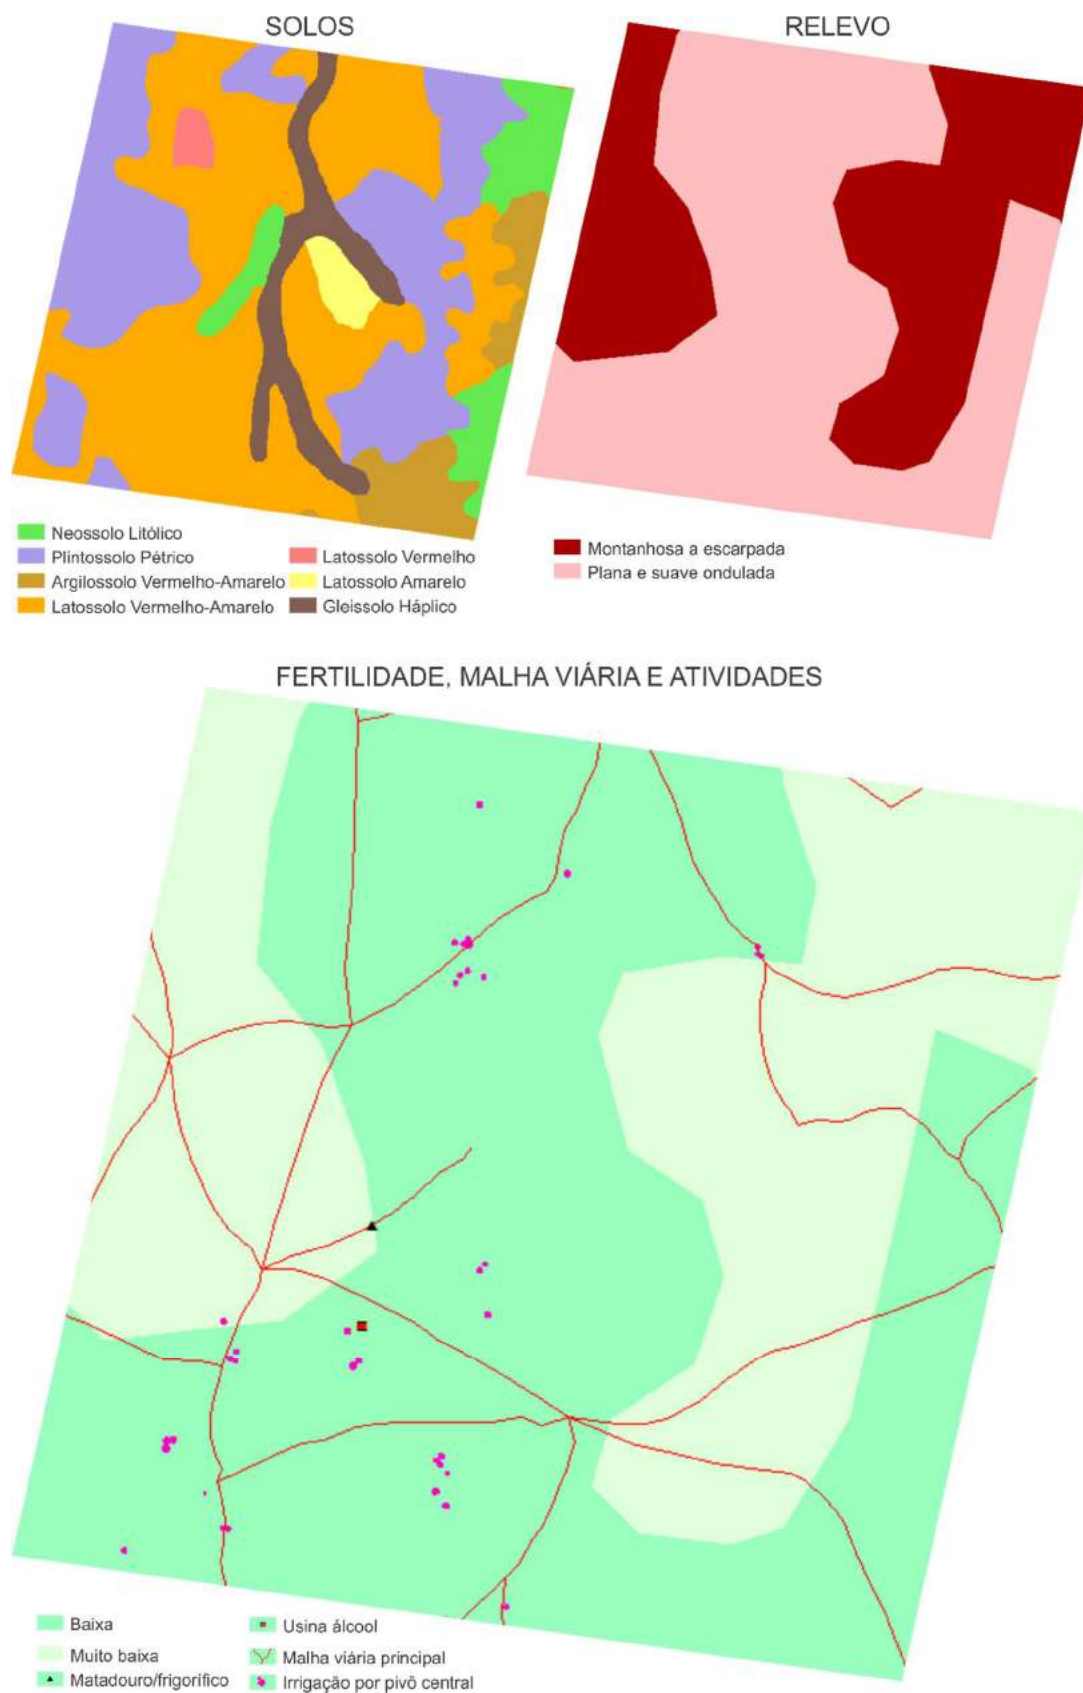 SOLOS
RELEVO
Neossolo Litólico
Plintossolo Pétrico
Argilossolo Vermelho-Amarelo
Latossolo Vermelho-Amarelo
Latossolo Vermelho
Latossolo Amarelo
Gleissolo Háplico
Montanhosa a escarpada
Plana e suave ondulada
FERTILIDADE, MALHA VIÁRIA E ATIVIDADES
Baixa
Muito baixa
Matadouro/frigorífico
Usina álcool
Malha viária principal
Irrigação por pivô central